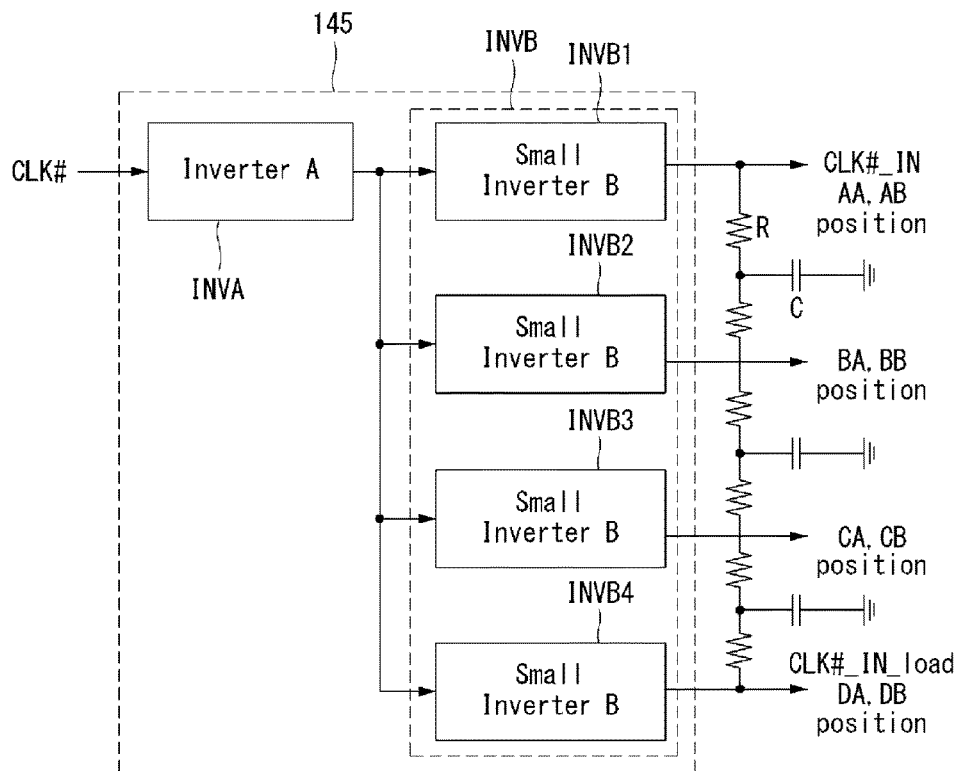 145
INVB
INVB1
CLK#
Inverter A
Small
Inverter B
CLK#_IN
AA, AB
position
R
INVA
INVB2
C
Small
Inverter B
BA, BB
position
INVB3
Small
Inverter B
CA, CB
position
INVB4
Small
Inverter B
CLK#_IN_load
DA, DB
position